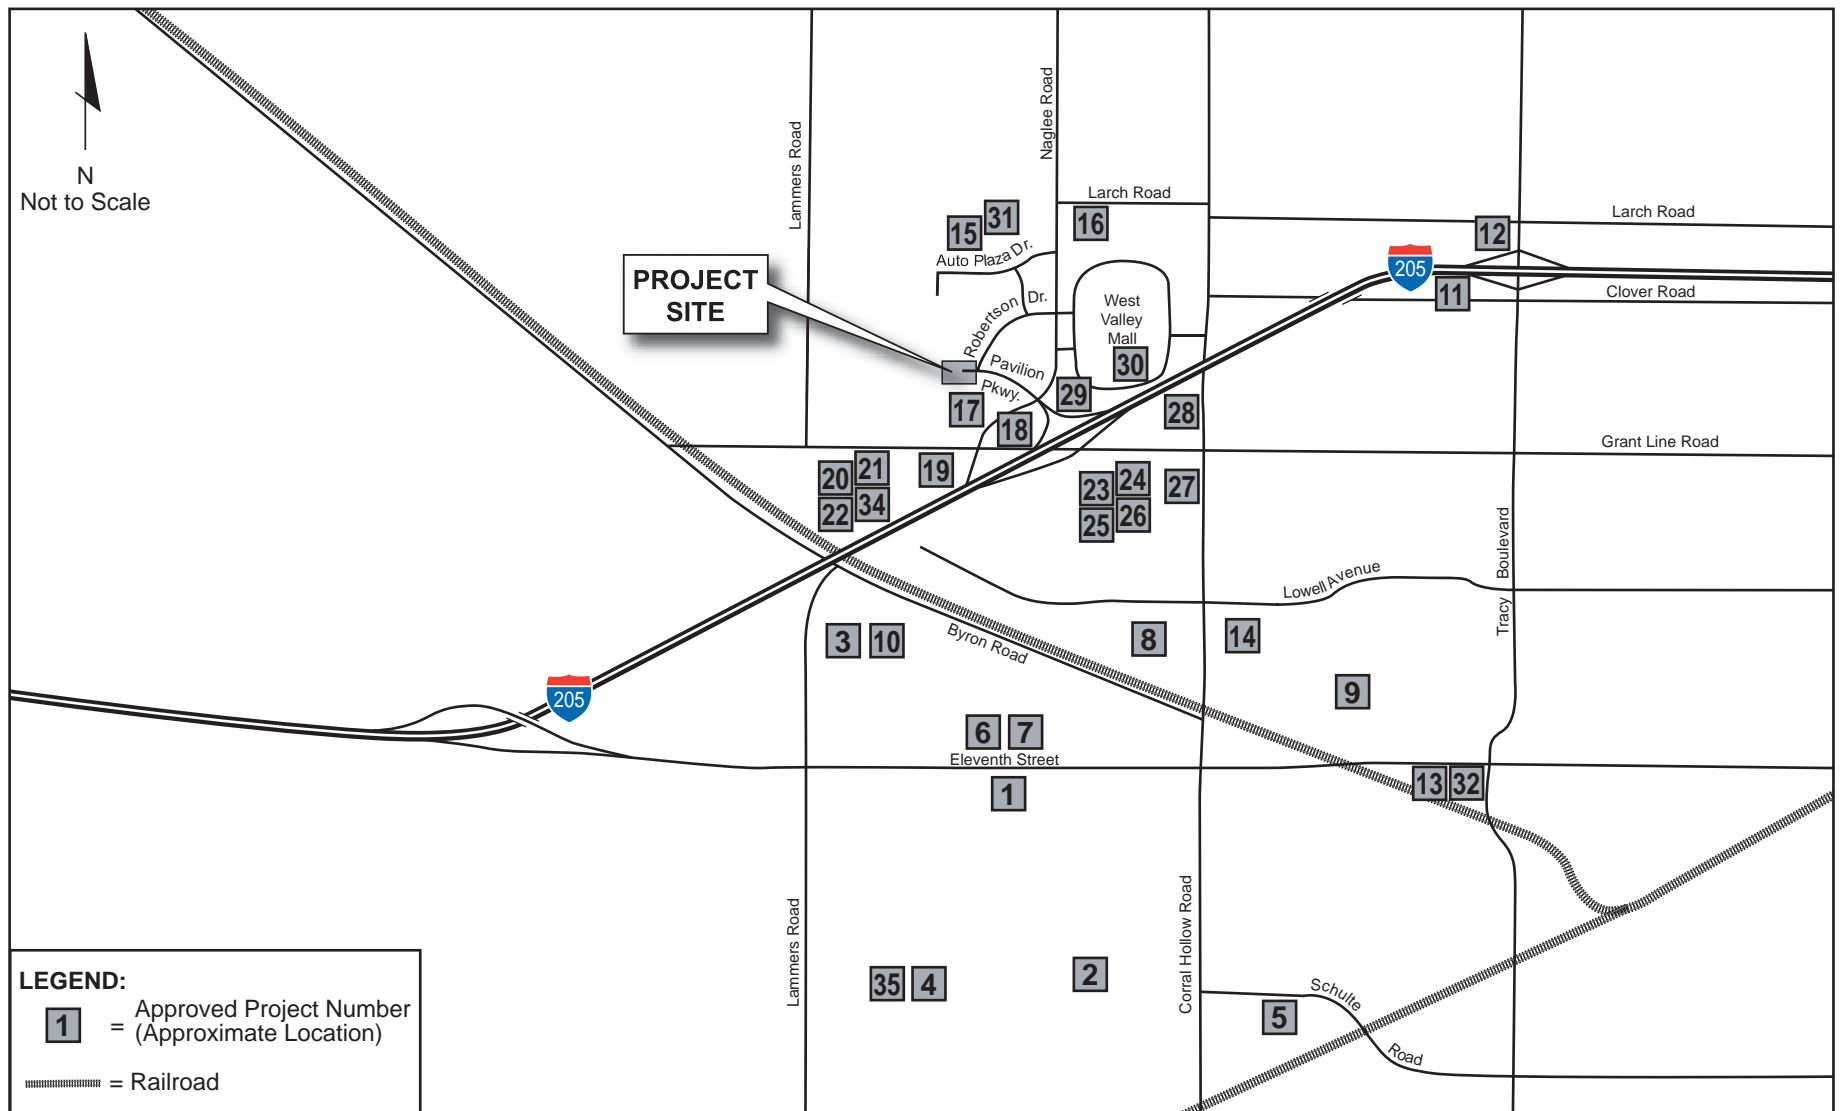 N
Not to Scale
Lammers Road
Naglee Road
Larch Road
Larch Road
31
15
16
12
Auto Plaza Dr.
PROJECT
SITE
205
11
Clover Road
Robertson Dr.
West
Valley
Mall
30
Pavilion
Pkwy.
29
17
18
28
Grant Line Road
20
21
19
22
34
23
24
27
25
26
Lowell Avenue
Tracy Boulevard
3
10
Byron Road
8
14
9
205
6
7
Eleventh Street
1
13
32
Lammers Road
Corral Hollow Road
35
4
2
5
Schulte
Road
LEGEND:
1
= Approved Project Number
(Approximate Location)
= Railroad